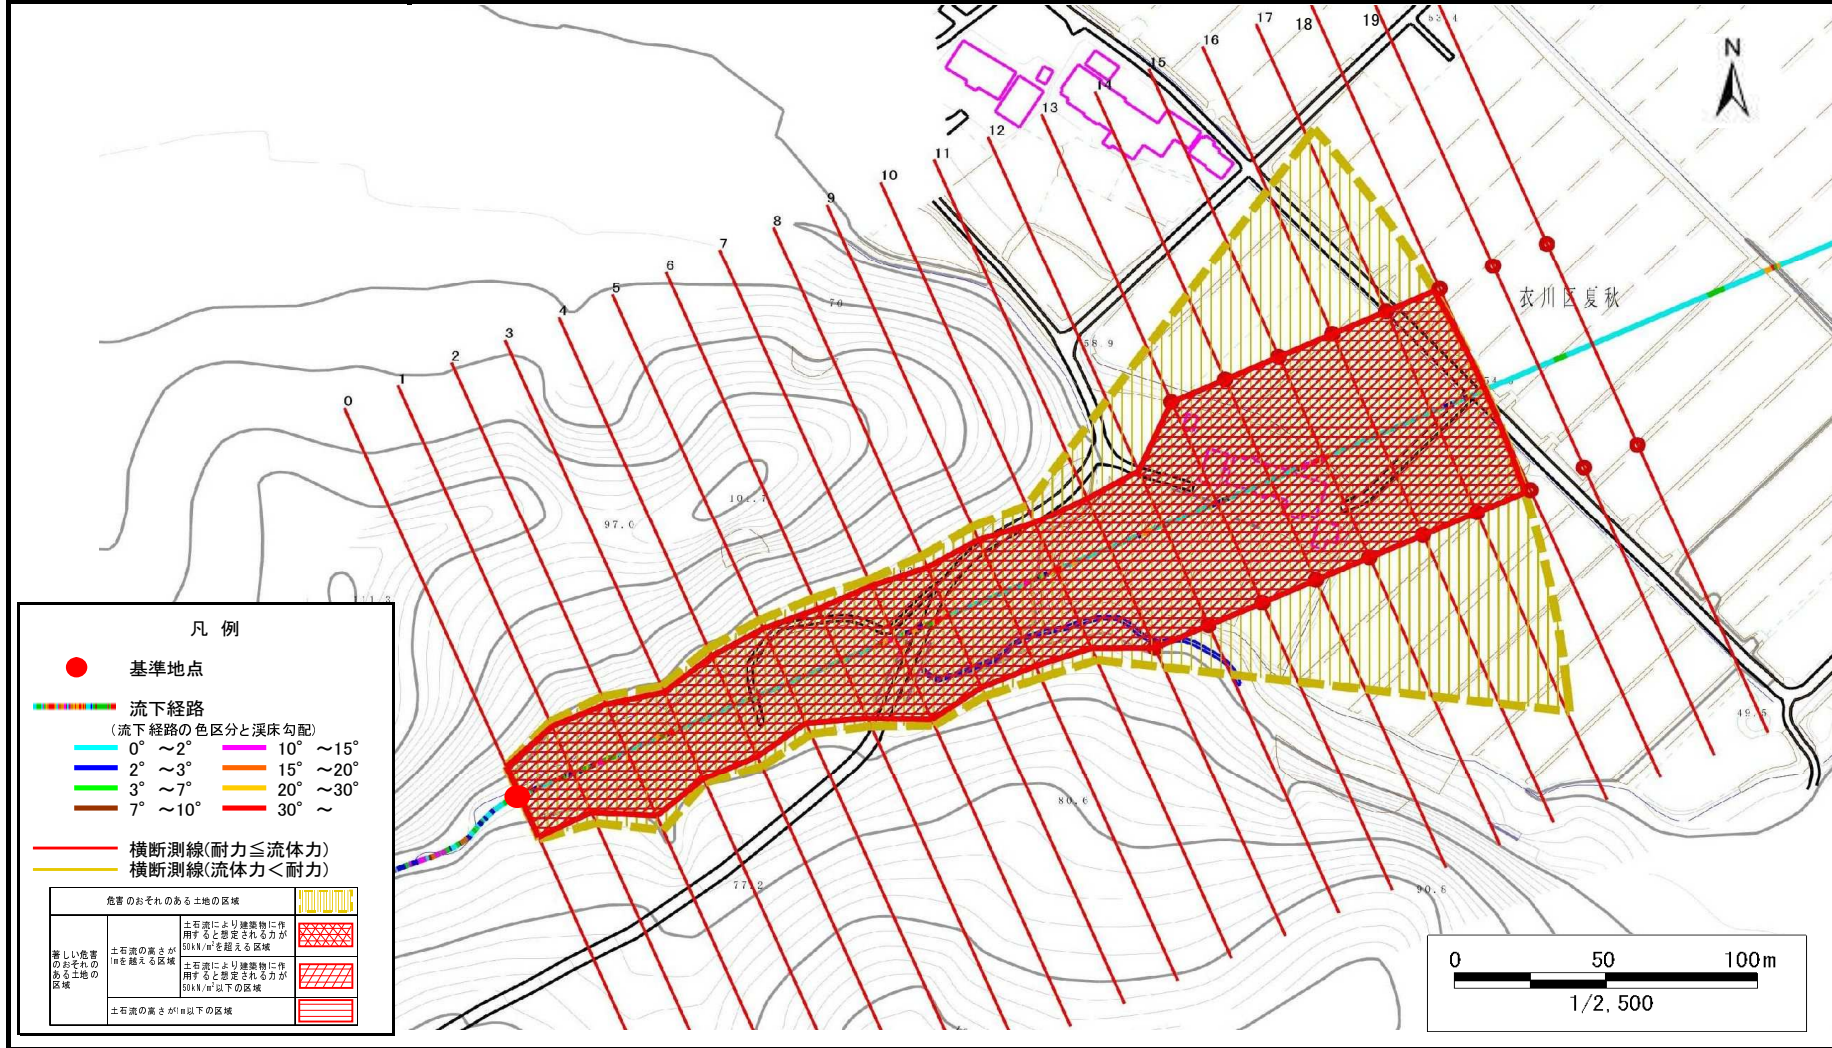 17
18
19
53.4
N
16
15
14
13
12
11
10
9
8
7
6
5
4
3
2
1
0
70
58.9
衣川区夏秋
97.0
80.6
77.2
90.8
49.5
凡 例
基準地点
流下経路
(流下経路の色区分と渓床勾配)
0° ～2° 10° ～15°
2° ～3° 15° ～20°
3° ～7° 20° ～30°
7° ～10° 30° ～
横断測線(耐力≦流体力)
横断測線(流体力＜耐力)
危害のおそれのある土地の区域
著しい危害
のおそれの
ある土地の
区域
土石流の高さが
1mを越える区域
土石流により建築物に作
用すると想定される力が
50kN/㎡を超える区域
土石流により建築物に作
用すると想定される力が
50kN/㎡以下の区域
土石流の高さが1m以下の区域
0 50 100m
1/2,500